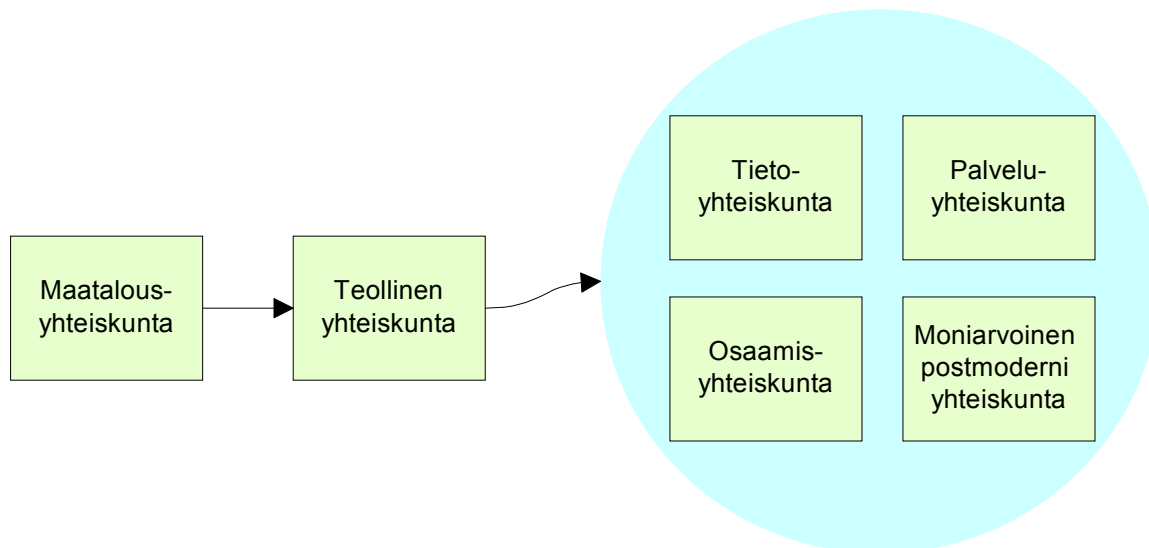 Maatalous-
yhteiskunta
Teollinen
yhteiskunta
Tieto-
yhteiskunta
Palvelu-
yhteiskunta
Osaamis-
yhteiskunta
Moniarvoinen
postmoderni
yhteiskunta